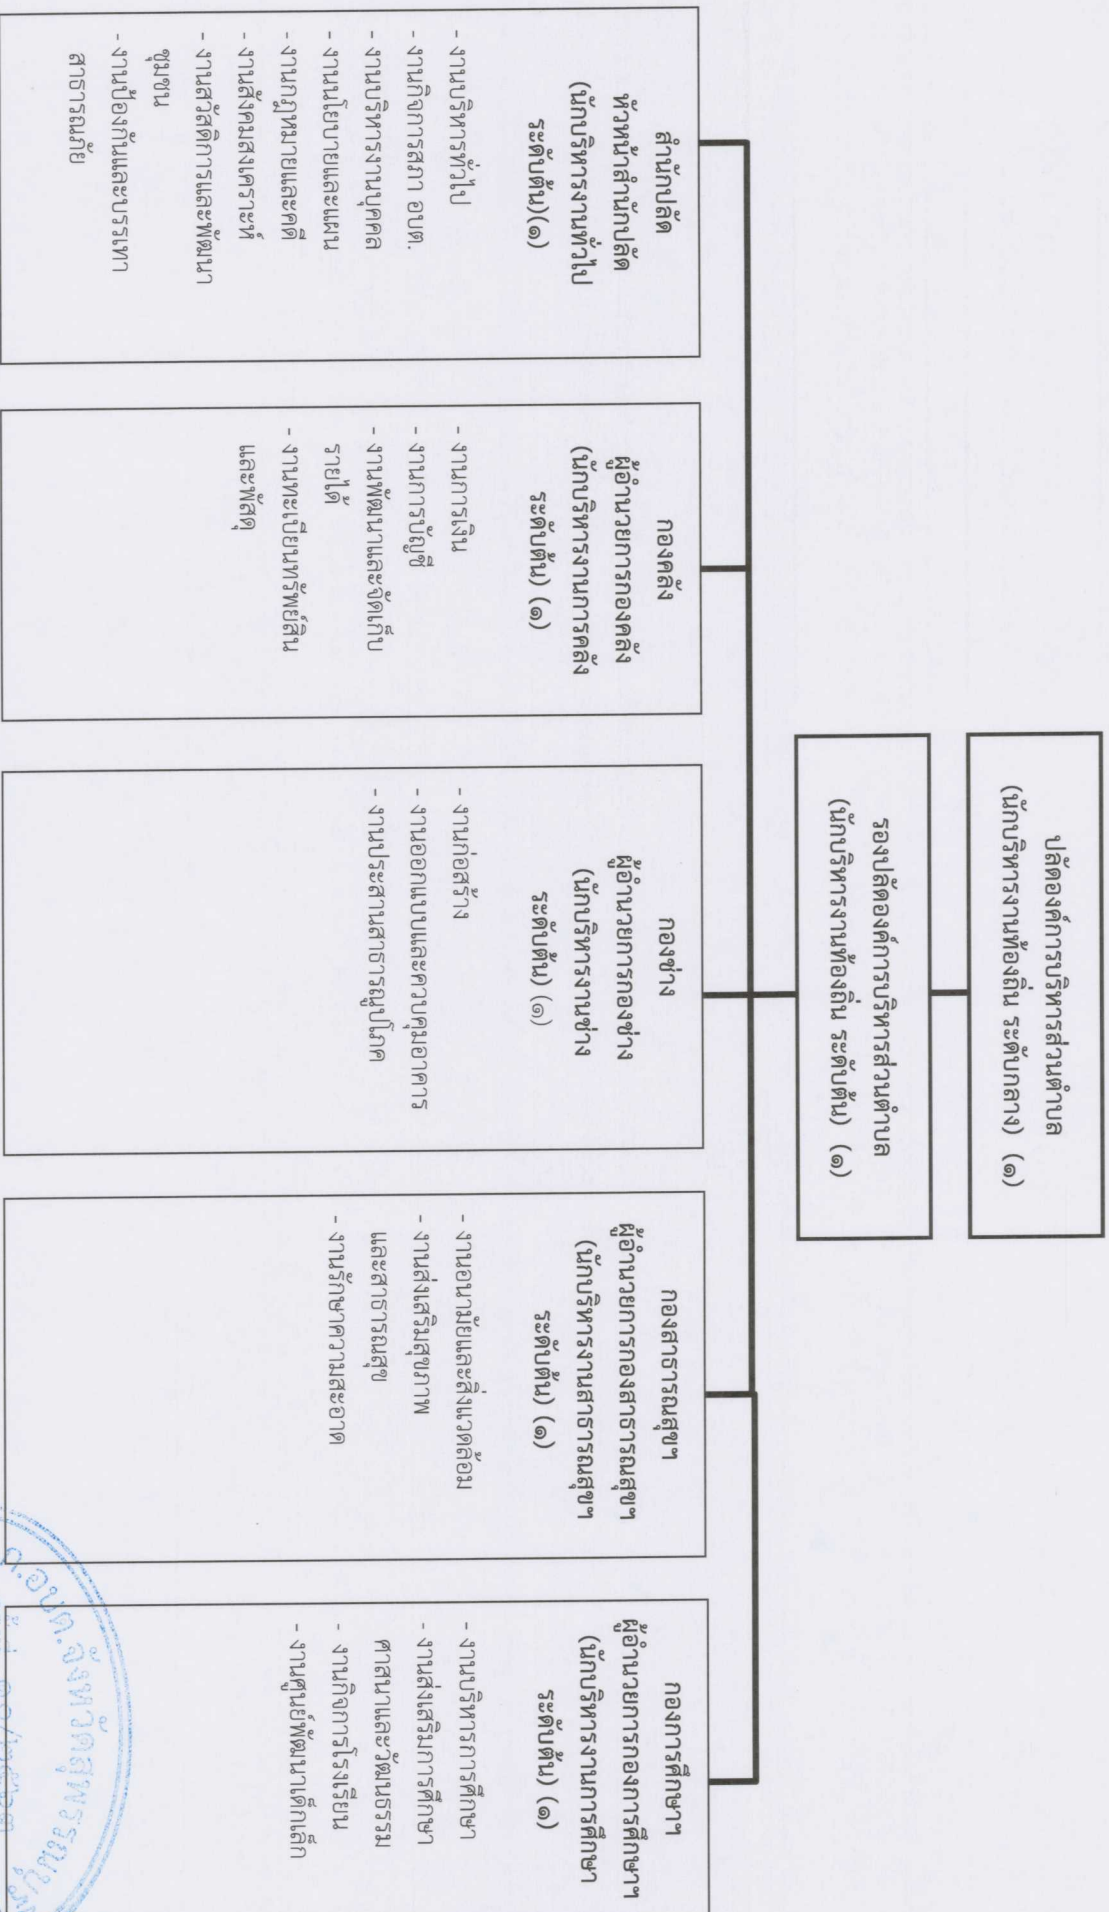 ปลัดองค์การบริหารส่วนตำบล
(นักบริหารงานท้องถิ่น ระดับกลาง) (๑)
รองปลัดองค์การบริหารส่วนตำบล
(นักบริหารงานท้องถิ่น ระดับต้น) (๑)
สำนักปลัด
หัวหน้าสำนักปลัด
(นักบริหารงานทั่วไป
ระดับต้น)(๑)
- งานบริหารทั่วไป
- งานกิจการสภา อบต.
- งานบริหารงานบุคคล
- งานนโยบายและแผน
- งานกฎหมายและคดี
- งานสังคมสงเคราะห์
- งานสวัสดิการและพัฒนา
ชุมชน
- งานป้องกันและบรรเทา
สาธารณภัย
กองคลัง
ผู้อำนวยการกองคลัง
(นักบริหารงานการคลัง
ระดับต้น) (๑)
- งานการเงิน
- งานการบัญชี
- งานพัฒนาและจัดเก็บ
รายได้
- งานทะเบียนทรัพย์สิน
และพัสดุ
กองช่าง
ผู้อำนวยการกองช่าง
(นักบริหารงานช่าง
ระดับต้น) (๑)
- งานก่อสร้าง
- งานออกแบบและควบคุมอาคาร
- งานประสานสาธารณูปโภค
กองสาธารณสุขฯ
ผู้อำนวยการกองสาธารณสุขฯ
(นักบริหารงานสาธารณสุขฯ
ระดับต้น) (๑)
- งานอนามัยและสิ่งแวดล้อม
- งานส่งเสริมสุขภาพ
และสาธารณสุข
- งานรักษาความสะอาด
กองการศึกษาฯ
ผู้อำนวยการกองการศึกษาฯ
(นักบริหารงานการศึกษา
ระดับต้น) (๑)
- งานบริหารการศึกษา
- งานส่งเสริมการศึกษา
ศาสนาและวัฒนธรรม
- งานกิจการโรงเรียน
- งานศูนย์พัฒนาเด็กเล็ก
ก.อบต.จังหวัดสุพรรณบุรี